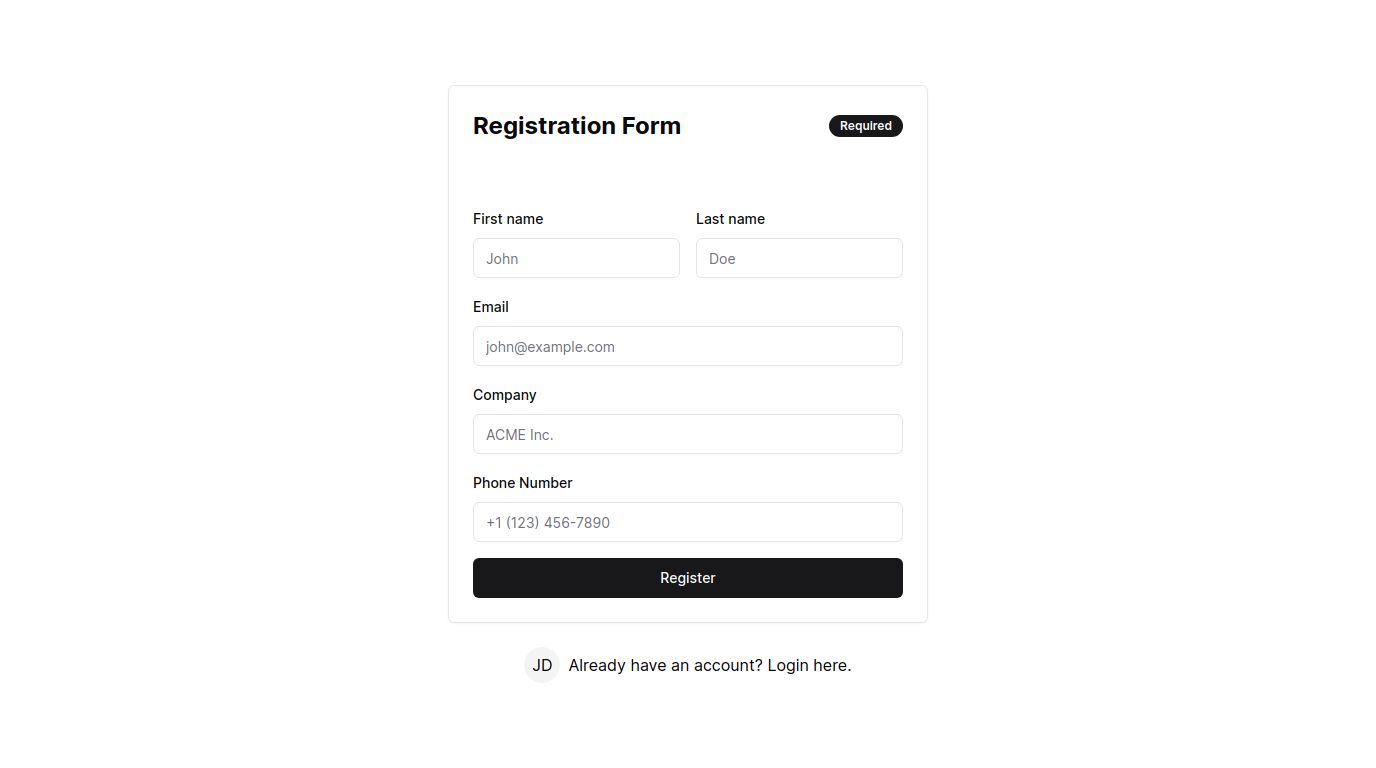 Registration Form
Required
First name
Last name
John
Doe
Email
john@example.com
Company
ACME Inc.
Phone Number
+1 (123) 456-7890
Register
JD
Already have an account? Login here.